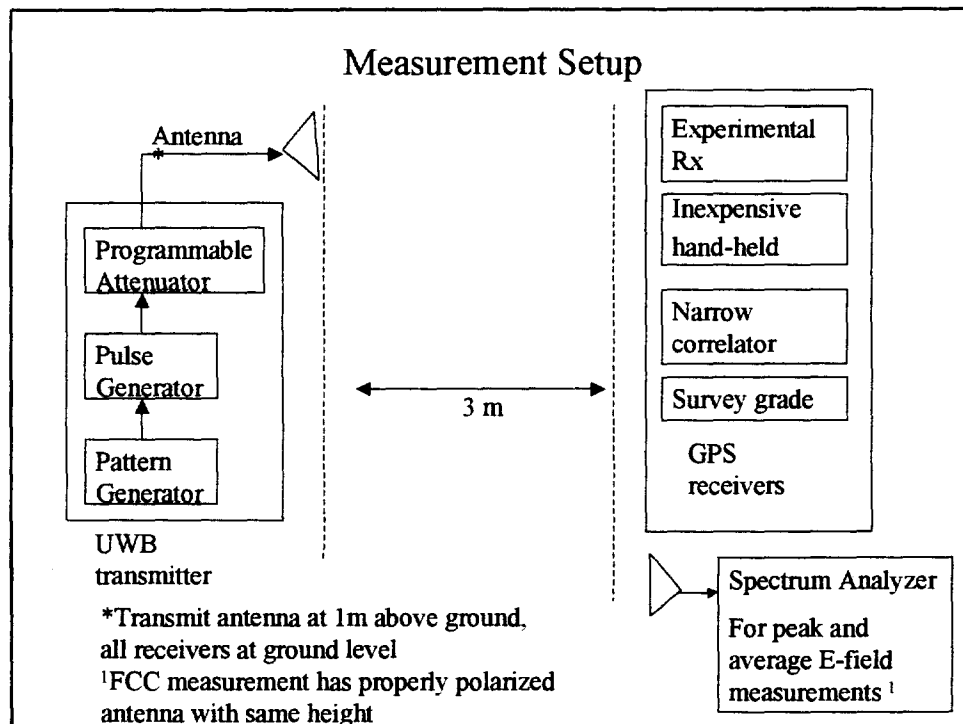 Measurement Setup
Antenna
*
Programmable
Attenuator
Pulse
Generator
Pattern
Generator
UWB
transmitter
3 m
Experimental
Rx
Inexpensive
hand-held
Narrow
correlator
Survey grade
GPS
receivers
Spectrum Analyzer
For peak and
average E-field
measurements ¹
*Transmit antenna at 1m above ground,
all receivers at ground level
¹FCC measurement has properly polarized
antenna with same height